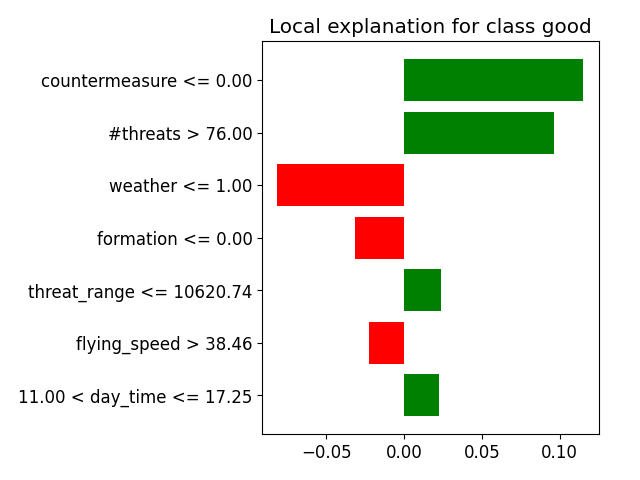 Local explanation for class good
countermeasure <= 0.00
#threats > 76.00
weather <= 1.00
formation <= 0.00
threat_range <= 10620.74
flying_speed > 38.46
11.00 < day_time <= 17.25
−0.05 0.00 0.05 0.10